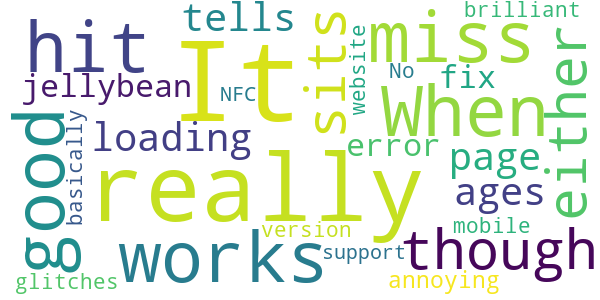 brilliant
tells
hit
It
sits
miss
either
website
No
fix
jellybean
NFC
When
good
basically
loading
error
page
really
ages
works
version
mobile
support
though
glitches
annoying